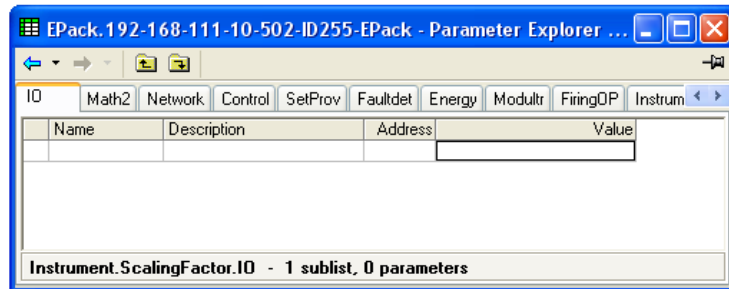 EPack.192-168-111-10-502-ID255-EPack - Parameter Explorer ...
IO Math2 Network Control SetProv Faultdet Energy Modultr FiringOP Instrum
Name Description Address Value
Instrument.ScalingFactor.IO - 1 sublist, 0 parameters